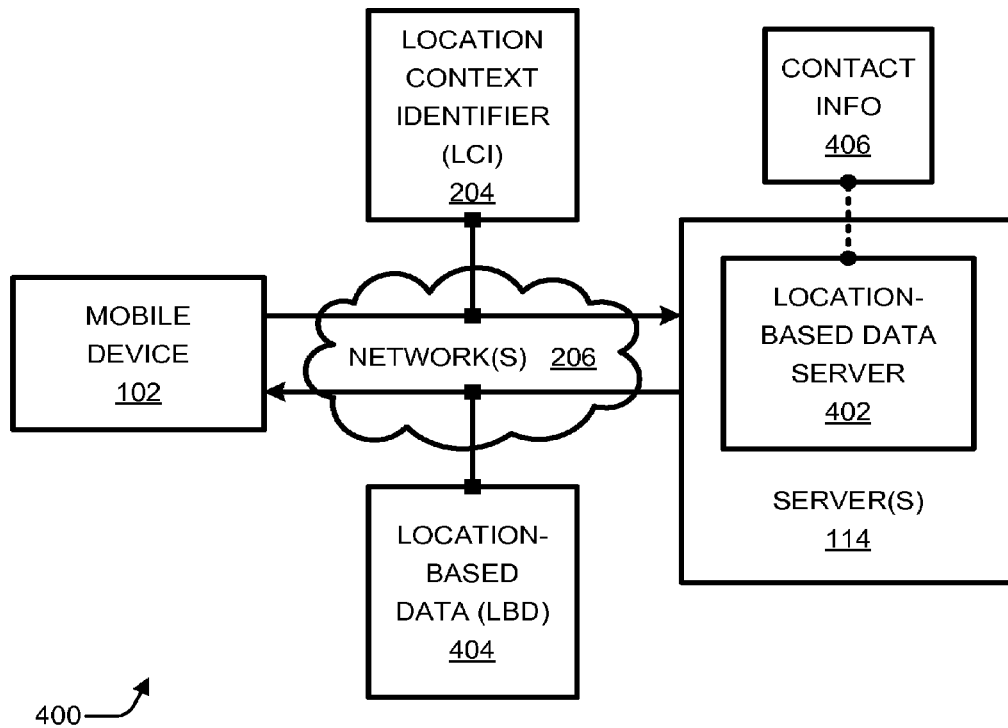 LOCATION
CONTEXT
IDENTIFIER
(LCI)
204
CONTACT
INFO
406
MOBILE
DEVICE
102
NETWORK(S) 206
LOCATION-
BASED DATA
SERVER
402
SERVER(S)
114
LOCATION-
BASED
DATA (LBD)
404
400